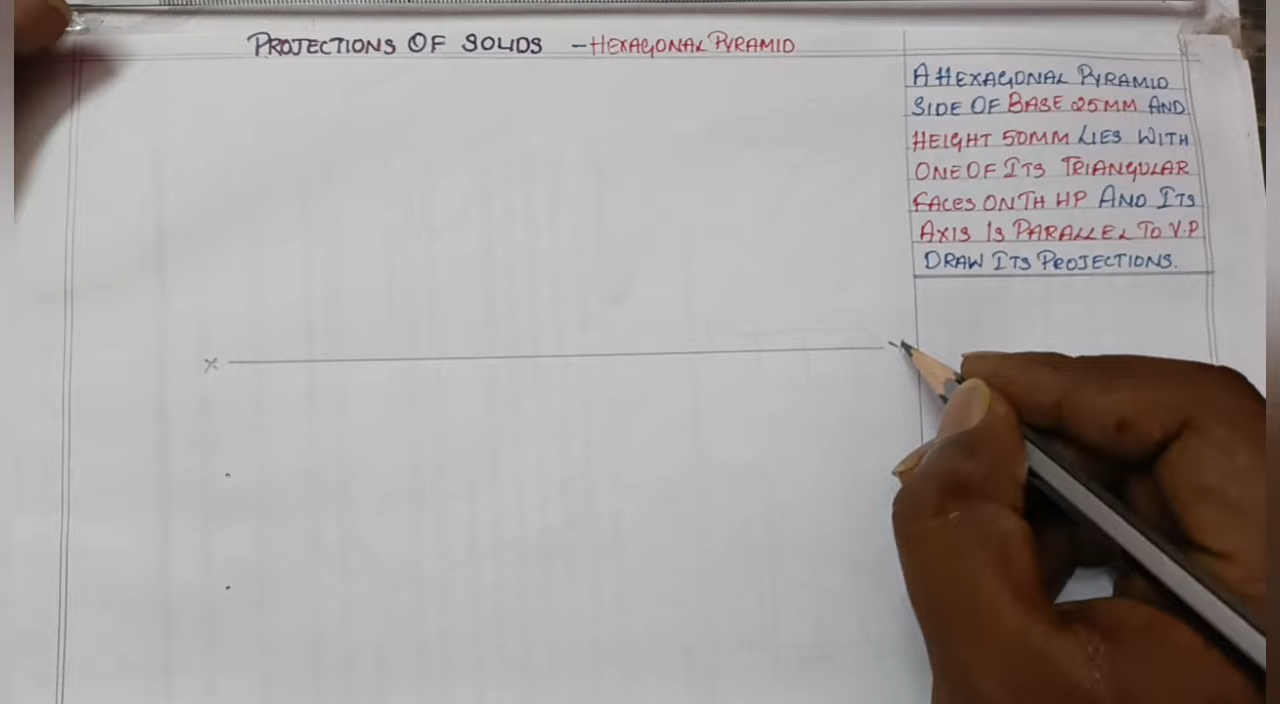 PROJECTIONS OF SOLIDS - HEXAGONAL PYRAMID
A HEXAGONAL PYRAMID
SIDE OF BASE 25MM AND
HEIGHT 50MM LIES WITH
ONE OF ITS TRIANGULAR
FACES ON TH HP AND ITS
AXIS IS PARALLEL TO V.P
DRAW ITS PROJECTIONS.
X